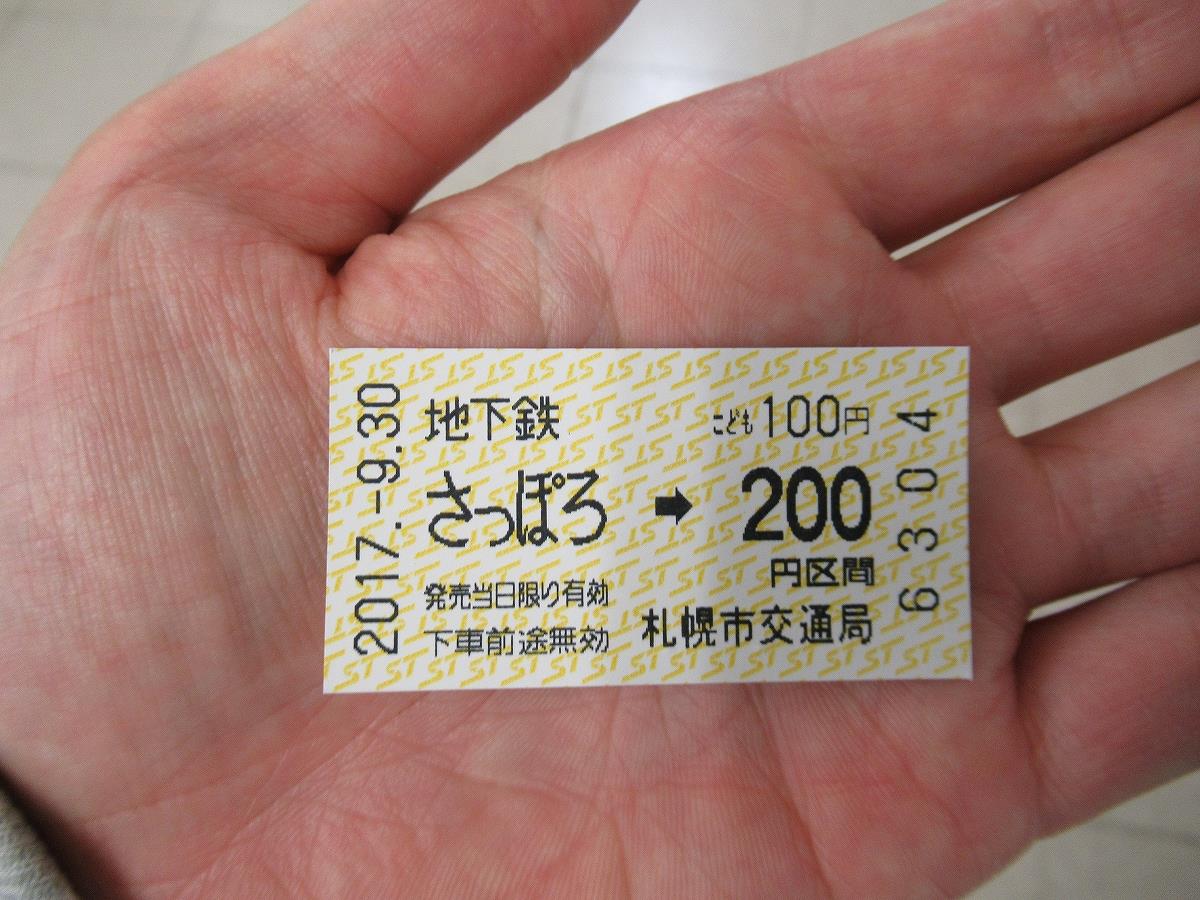 2017.-9.30
地下鉄 こども100円
さっぽろ ➡ 200
円区間
発売当日限り有効
下車前途無効 札幌市交通局
6304